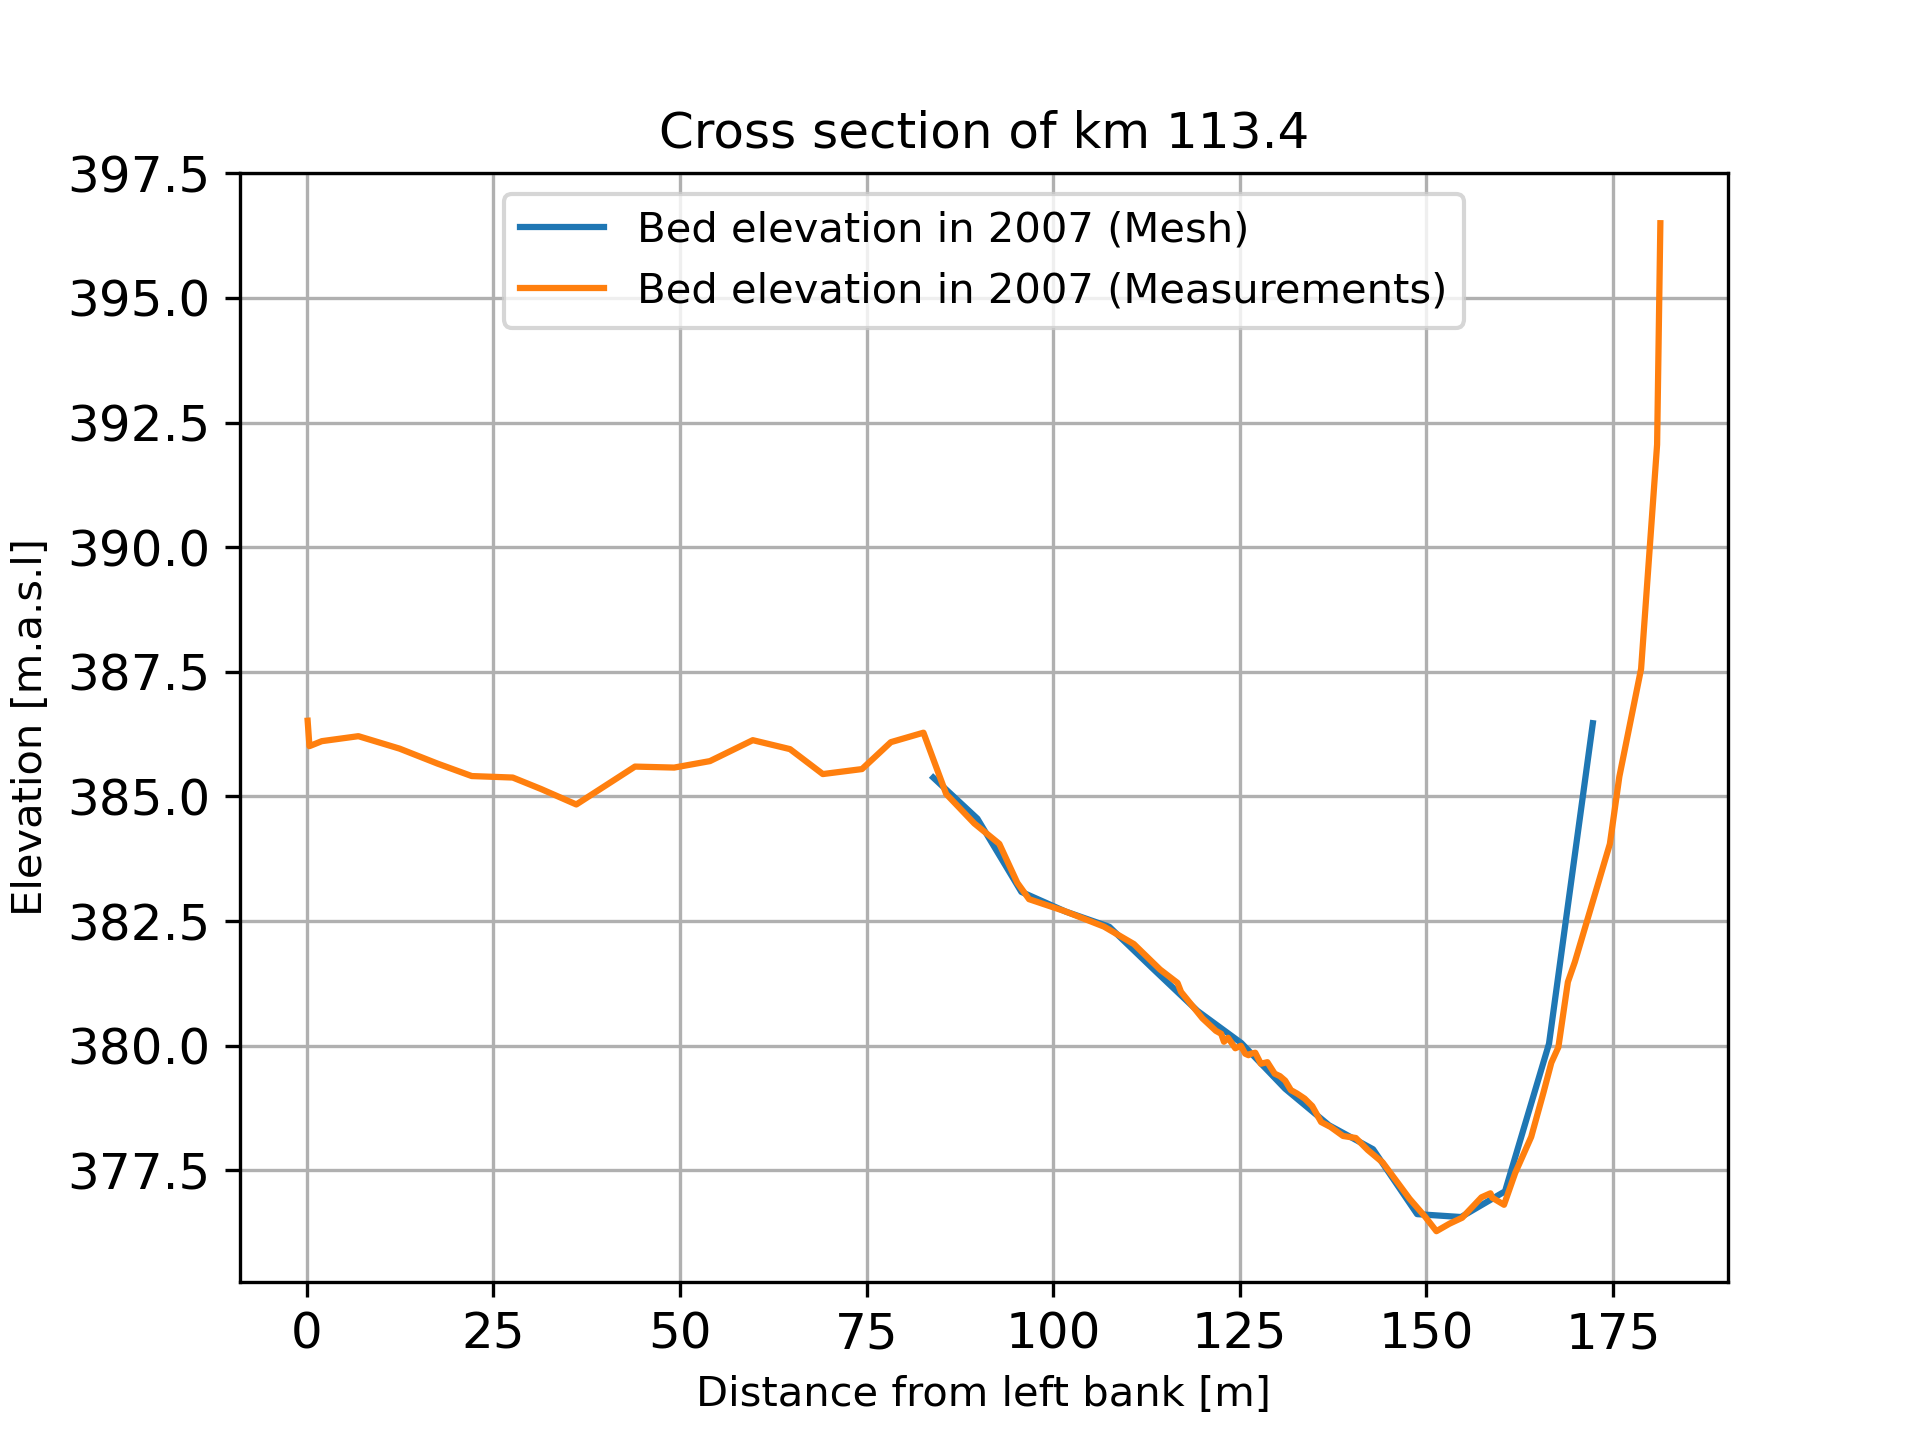 Cross section of km 113.4
Bed elevation in 2007 (Mesh)
Bed elevation in 2007 (Measurements)
Elevation [m.a.s.l]
397.5
395.0
392.5
390.0
387.5
385.0
382.5
380.0
377.5
0 25 50 75 100 125 150 175
Distance from left bank [m]